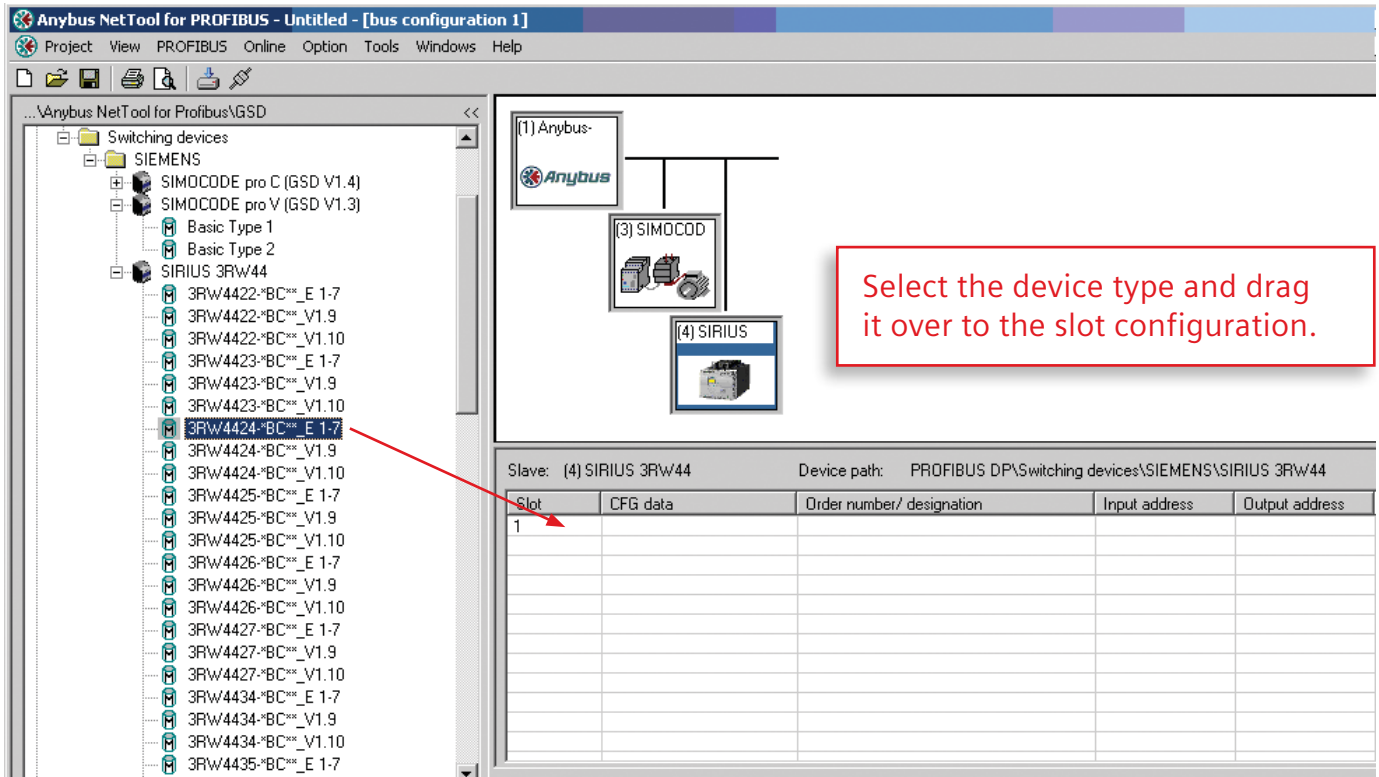 Anybus NetTool for PROFIBUS - Untitled - [bus configuration 1]
Project View PROFIBUS Online Option Tools Windows Help
...\Anybus NetTool for Profibus\GSD <<
Switching devices
SIEMENS
SIMOCODE pro C (GSD V1.4)
SIMOCODE pro V (GSD V1.3)
Basic Type 1
Basic Type 2
SIRIUS 3RW44
3RW4422-*BC**_E 1-7
3RW4422-*BC**_V1.9
3RW4422-*BC**_V1.10
3RW4423-*BC**_E 1-7
3RW4423-*BC**_V1.9
3RW4423-*BC**_V1.10
3RW4424-*BC**_E 1-7
3RW4424-*BC**_V1.9
3RW4424-*BC**_V1.10
3RW4425-*BC**_E 1-7
3RW4425-*BC**_V1.9
3RW4425-*BC**_V1.10
3RW4426-*BC**_E 1-7
3RW4426-*BC**_V1.9
3RW4426-*BC**_V1.10
3RW4427-*BC**_E 1-7
3RW4427-*BC**_V1.9
3RW4427-*BC**_V1.10
3RW4434-*BC**_E 1-7
3RW4434-*BC**_V1.9
3RW4434-*BC**_V1.10
3RW4435-*BC**_E 1-7
(1) Anybus-
Anybus
(3) SIMOCOD
(4) SIRIUS
Select the device type and drag
it over to the slot configuration.
Slave: (4) SIRIUS 3RW44 Device path: PROFIBUS DP\Switching devices\SIEMENS\SIRIUS 3RW44
Slot CFG data Order number/ designation Input address Output address
1